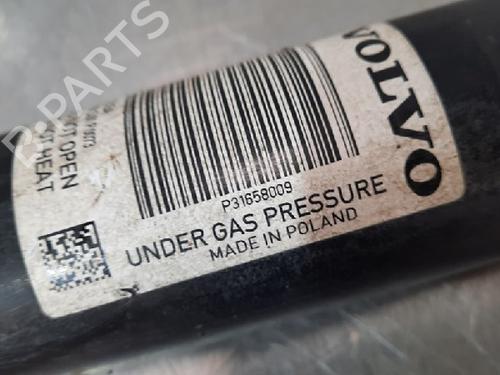 VOLVO
P31658009
UNDER GAS PRESSURE
MADE IN POLAND
OPEN
HEAT
B-PARTS